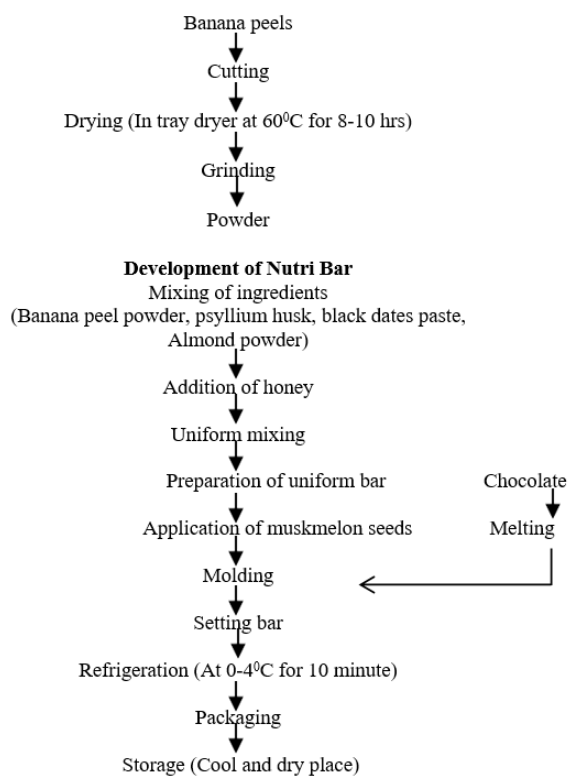 Banana peels
Cutting
Drying (In tray dryer at 60⁰C for 8-10 hrs)
Grinding
Powder
Development of Nutri Bar
Mixing of ingredients
(Banana peel powder, psyllium husk, black dates paste,
Almond powder)
Addition of honey
Uniform mixing
Preparation of uniform bar
Chocolate
Application of muskmelon seeds
Melting
Molding
Setting bar
Refrigeration (At 0-4⁰C for 10 minute)
Packaging
Storage (Cool and dry place)